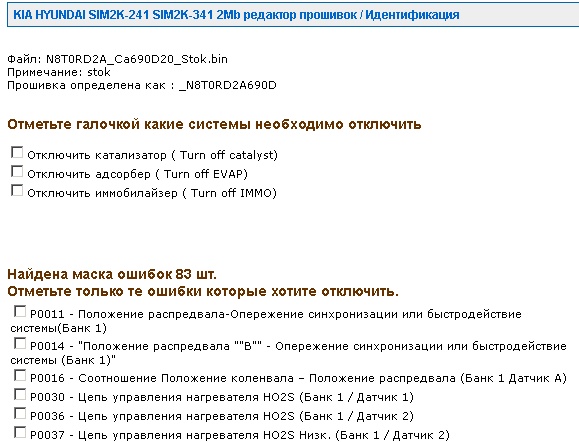 KIA HYUNDAI SIM2K-241 SIM2K-341 2Mb редактор прошивок / Идентификация
Файл: N8T0RD2A_Ca690D20_Stok.bin
Примечание: stok
Прошивка определена как : _N8T0RD2A690D
Отметьте галочкой какие системы необходимо отключить
Отключить катализатор ( Turn off catalyst)
Отключить адсорбер ( Turn off EVAP)
Отключить иммобилайзер ( Turn off IMMO)
Найдена маска ошибок 83 шт.
Отметьте только те ошибки которые хотите отключить.
P0011 - Положение распредвала-Опережение синхронизации или быстродействие
системы(Банк 1)
P0014 - "Положение распредвала ""B"" - Опережение синхронизации или быстродействие
системы (Банк 1)"
P0016 - Соотношение Положение коленвала – Положение распредвала (Банк 1 Датчик A)
P0030 - Цепь управления нагревателя HO2S (Банк 1 / Датчик 1)
P0036 - Цепь управления нагревателя HO2S (Банк 1 / Датчик 2)
P0037 - Цепь управления нагревателя HO2S Низк. (Банк 1 / Датчик 2)